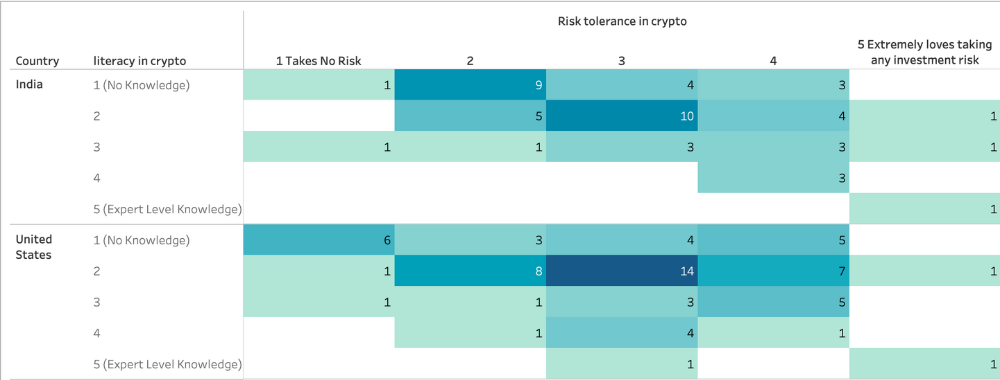 Risk tolerance in crypto
Country literacy in crypto 1 Takes No Risk 2 3 4 5 Extremely loves taking
any investment risk
India 1 (No Knowledge) 1 9 4 3
2 5 10 4 1
3 1 1 3 3 1
4 3
5 (Expert Level Knowledge) 1
United 1 (No Knowledge) 6 3 4 5
States
2 1 8 14 7 1
3 1 1 3 5
4 1 4 1
5 (Expert Level Knowledge) 1 1